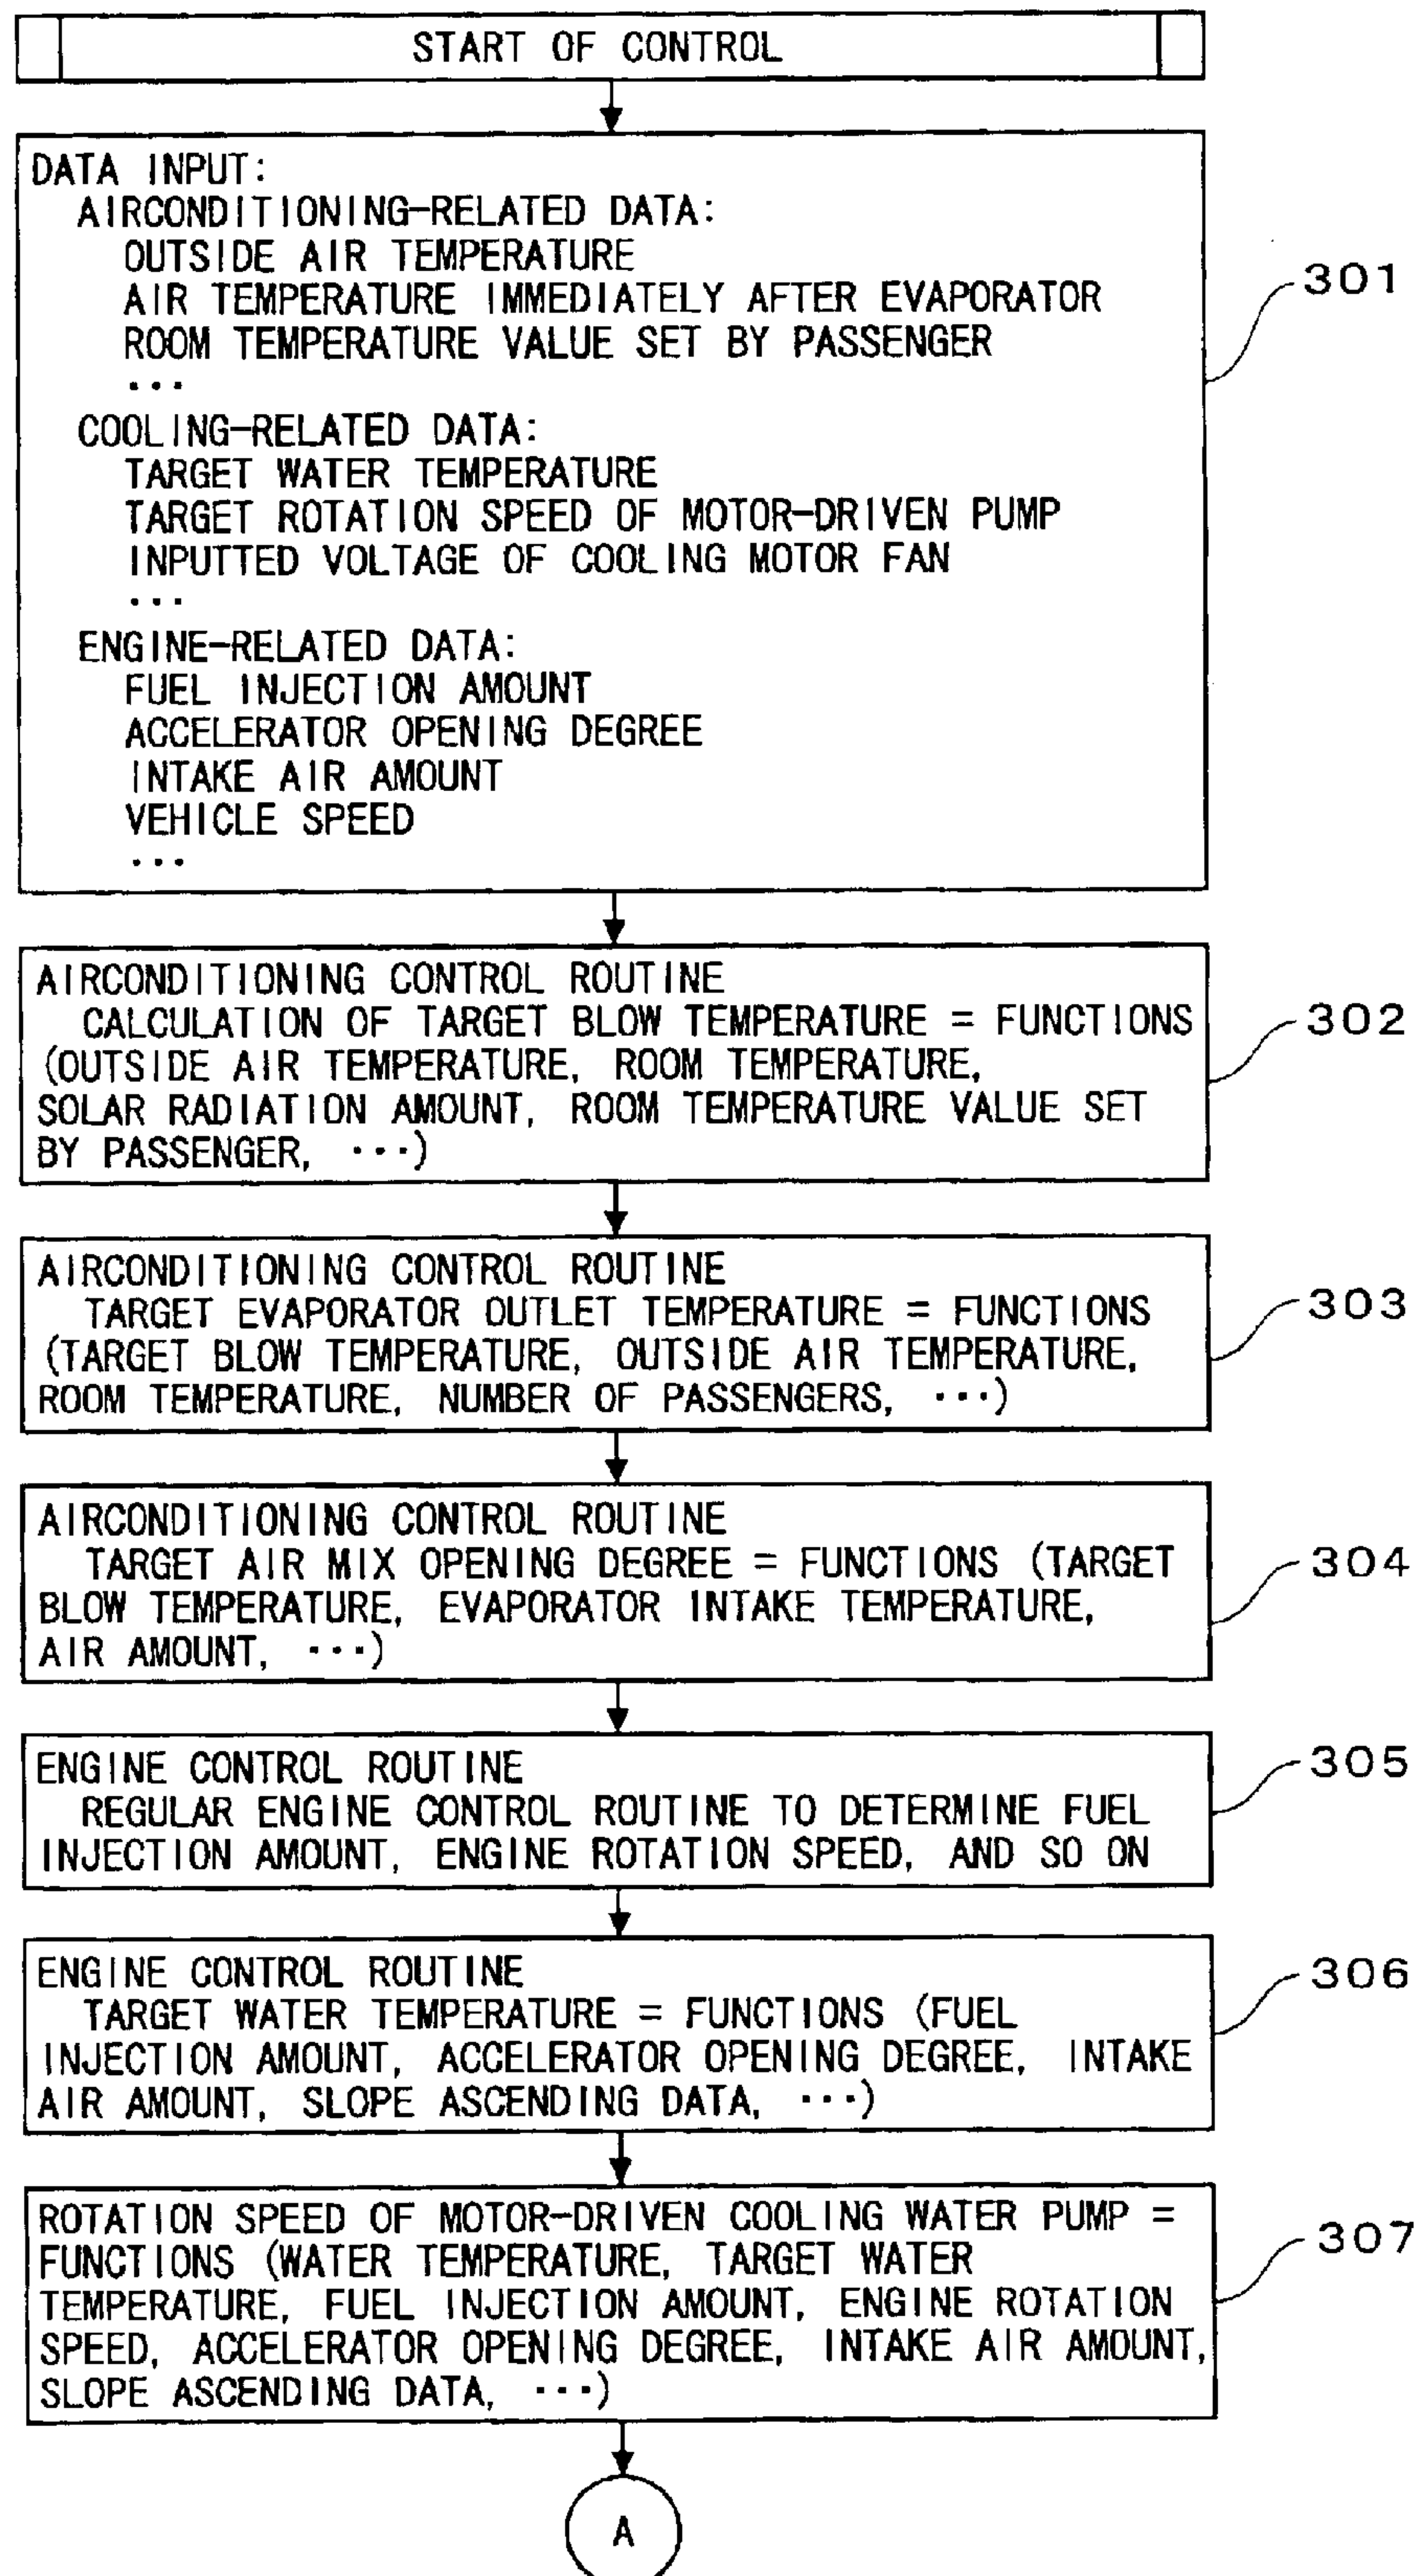 START OF CONTROL
DATA INPUT:
AIRCONDITIONING-RELATED DATA:
OUTSIDE AIR TEMPERATURE
AIR TEMPERATURE IMMEDIATELY AFTER EVAPORATOR
ROOM TEMPERATURE VALUE SET BY PASSENGER
...
COOLING-RELATED DATA:
TARGET WATER TEMPERATURE
TARGET ROTATION SPEED OF MOTOR-DRIVEN PUMP
INPUTTED VOLTAGE OF COOLING MOTOR FAN
...
ENGINE-RELATED DATA:
FUEL INJECTION AMOUNT
ACCELERATOR OPENING DEGREE
INTAKE AIR AMOUNT
VEHICLE SPEED
...
301
AIRCONDITIONING CONTROL ROUTINE
CALCULATION OF TARGET BLOW TEMPERATURE = FUNCTIONS
(OUTSIDE AIR TEMPERATURE, ROOM TEMPERATURE,
SOLAR RADIATION AMOUNT, ROOM TEMPERATURE VALUE SET
BY PASSENGER, ···)
302
AIRCONDITIONING CONTROL ROUTINE
TARGET EVAPORATOR OUTLET TEMPERATURE = FUNCTIONS
(TARGET BLOW TEMPERATURE, OUTSIDE AIR TEMPERATURE,
ROOM TEMPERATURE, NUMBER OF PASSENGERS, ···)
303
AIRCONDITIONING CONTROL ROUTINE
TARGET AIR MIX OPENING DEGREE = FUNCTIONS (TARGET
BLOW TEMPERATURE, EVAPORATOR INTAKE TEMPERATURE,
AIR AMOUNT, ···)
304
ENGINE CONTROL ROUTINE
REGULAR ENGINE CONTROL ROUTINE TO DETERMINE FUEL
INJECTION AMOUNT, ENGINE ROTATION SPEED, AND SO ON
305
ENGINE CONTROL ROUTINE
TARGET WATER TEMPERATURE = FUNCTIONS (FUEL
INJECTION AMOUNT, ACCELERATOR OPENING DEGREE, INTAKE
AIR AMOUNT, SLOPE ASCENDING DATA, ···)
306
ROTATION SPEED OF MOTOR-DRIVEN COOLING WATER PUMP =
FUNCTIONS (WATER TEMPERATURE, TARGET WATER
TEMPERATURE, FUEL INJECTION AMOUNT, ENGINE ROTATION
SPEED, ACCELERATOR OPENING DEGREE, INTAKE AIR AMOUNT,
SLOPE ASCENDING DATA, ···)
307
A